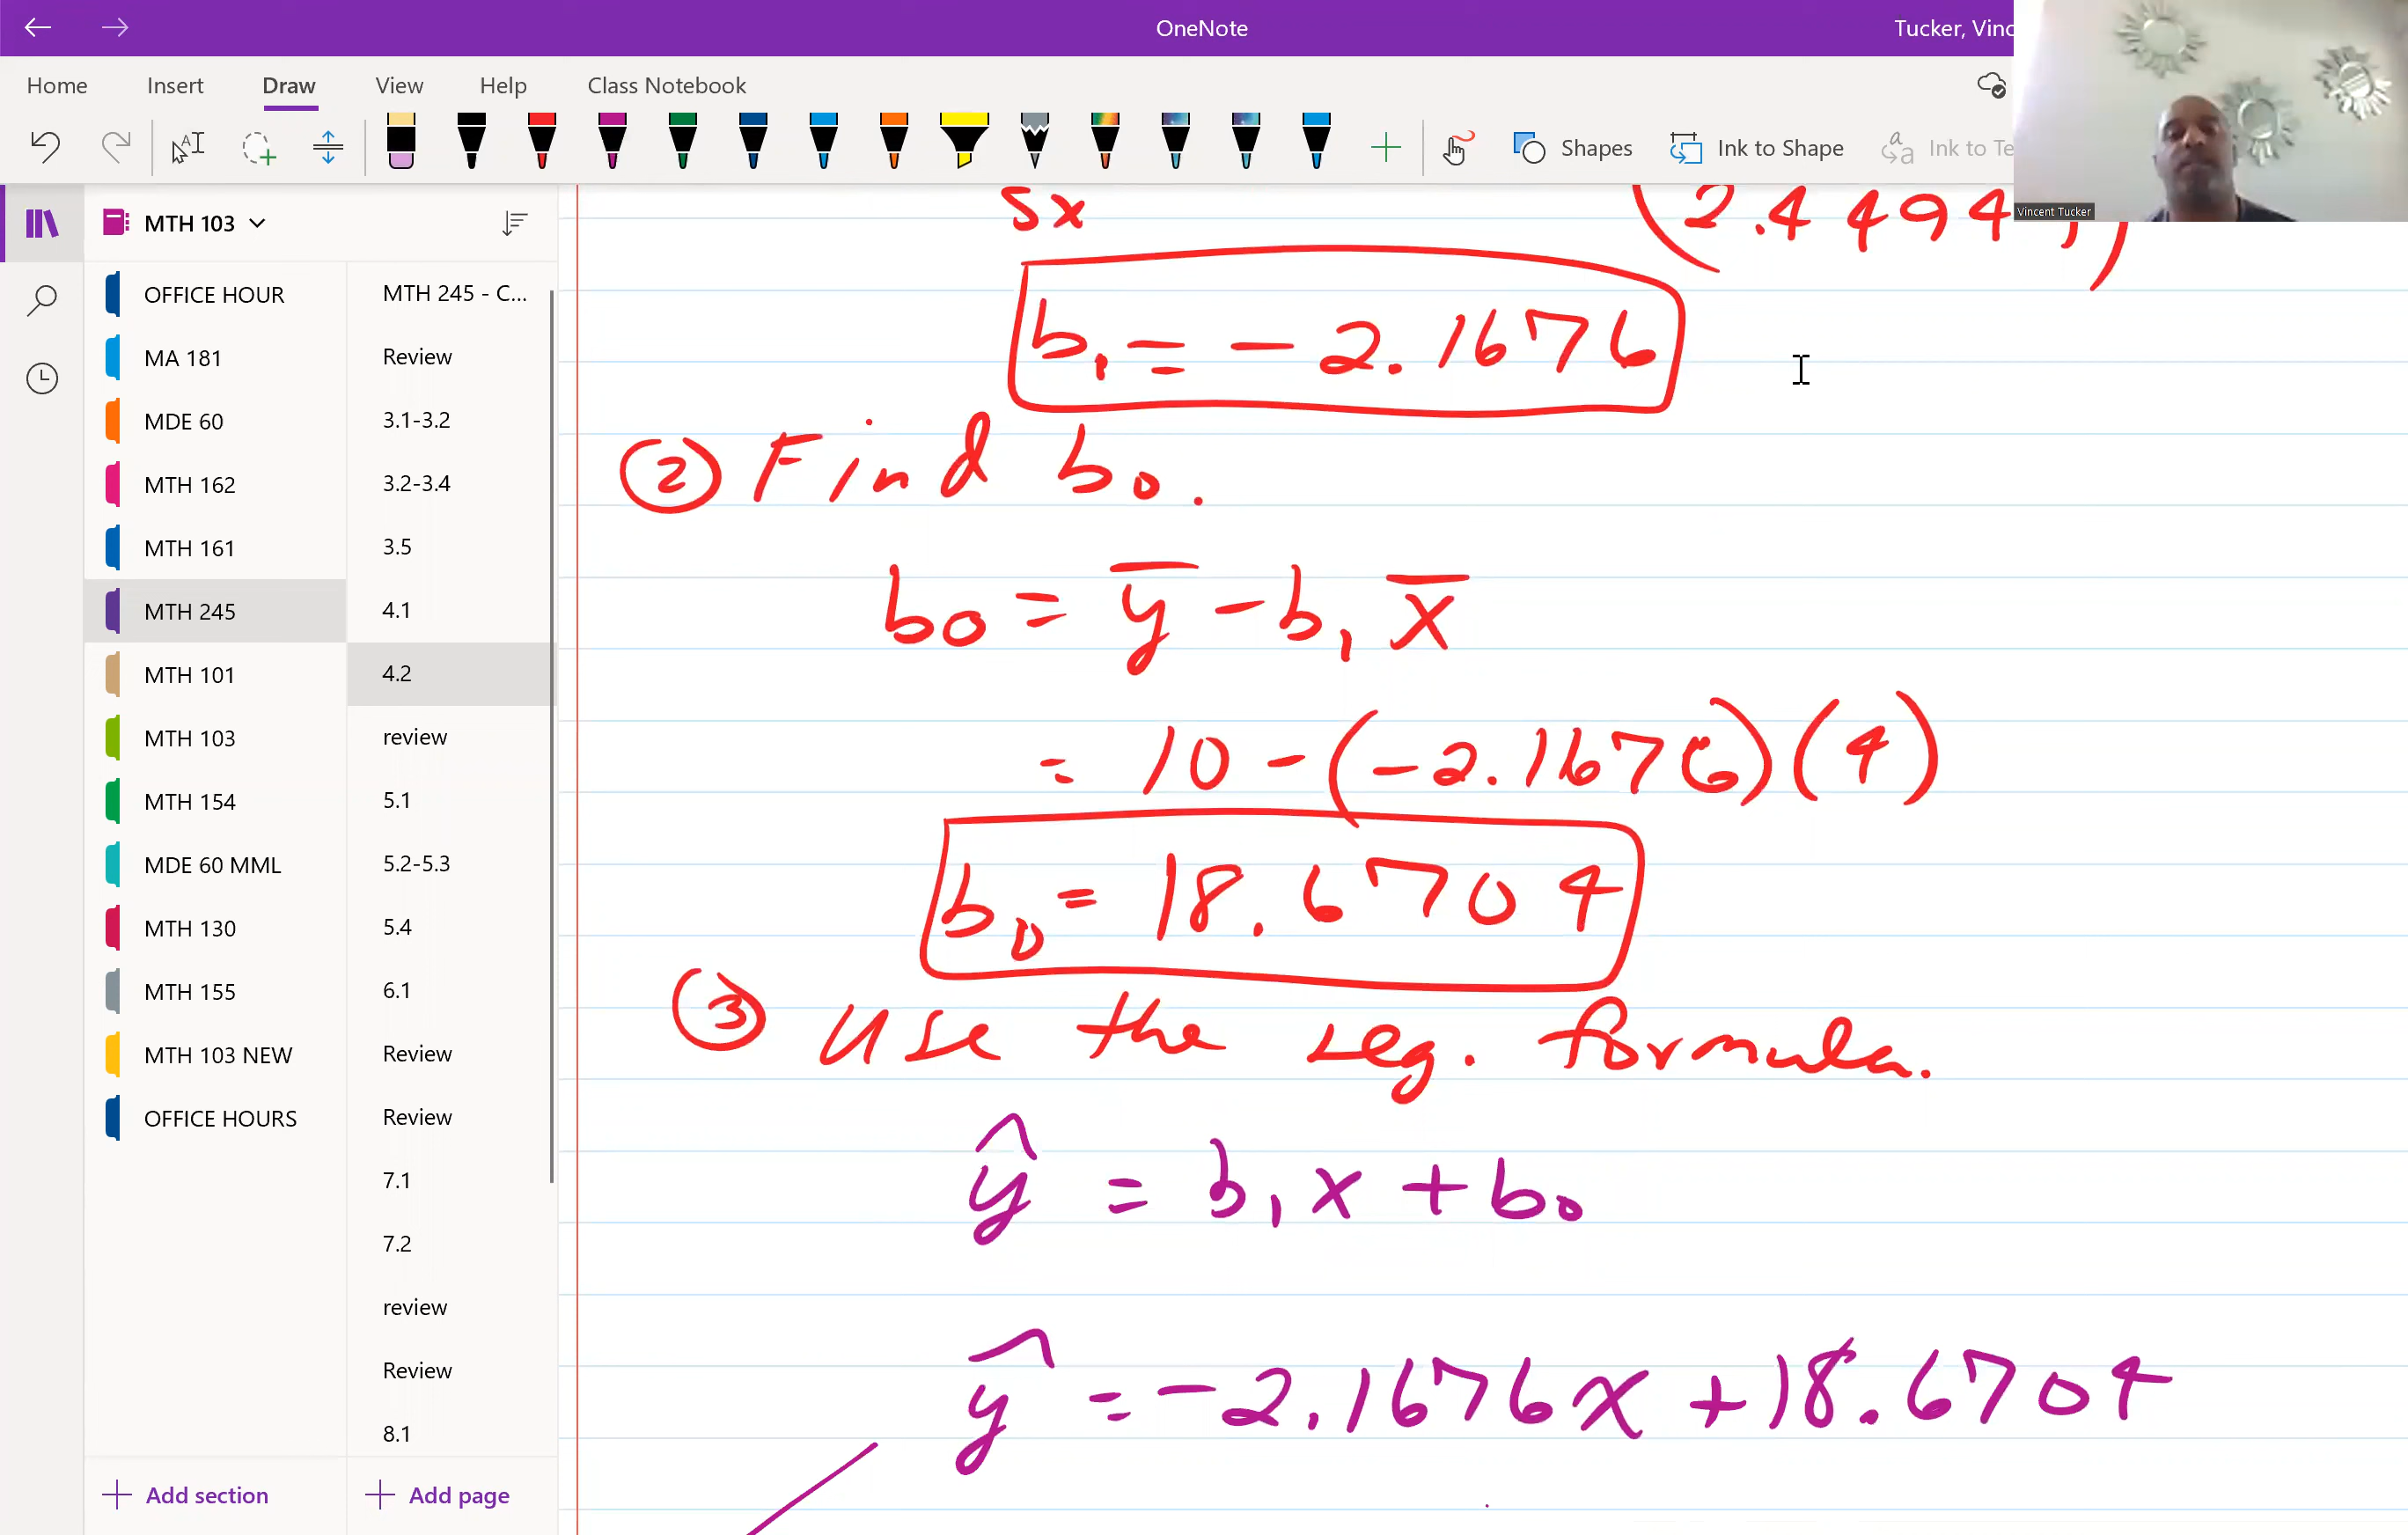 OneNote
Tucker, Vinc
Home Insert Draw View Help Class Notebook
Shapes Ink to Shape Ink to Te
Vincent Tucker
MTH 103
OFFICE HOUR
MA 181
MDE 60
MTH 162
MTH 161
MTH 245
MTH 101
MTH 103
MTH 154
MDE 60 MML
MTH 130
MTH 155
MTH 103 NEW
OFFICE HOURS
Add section
MTH 245 - C...
Review
3.1-3.2
3.2-3.4
3.5
4.1
4.2
review
5.1
5.2-5.3
5.4
6.1
Review
Review
7.1
7.2
review
Review
8.1
Add page
Sx (2.4494
b₁ = -2.1676
② Find b₀.
b₀ = y̅ - b₁ x̅
= 10 - (-2.1676)(4)
b₀ = 18.6704
③ Use the reg. formula.
ŷ = b₁x + b₀
ŷ = -2.1676x + 18.6704